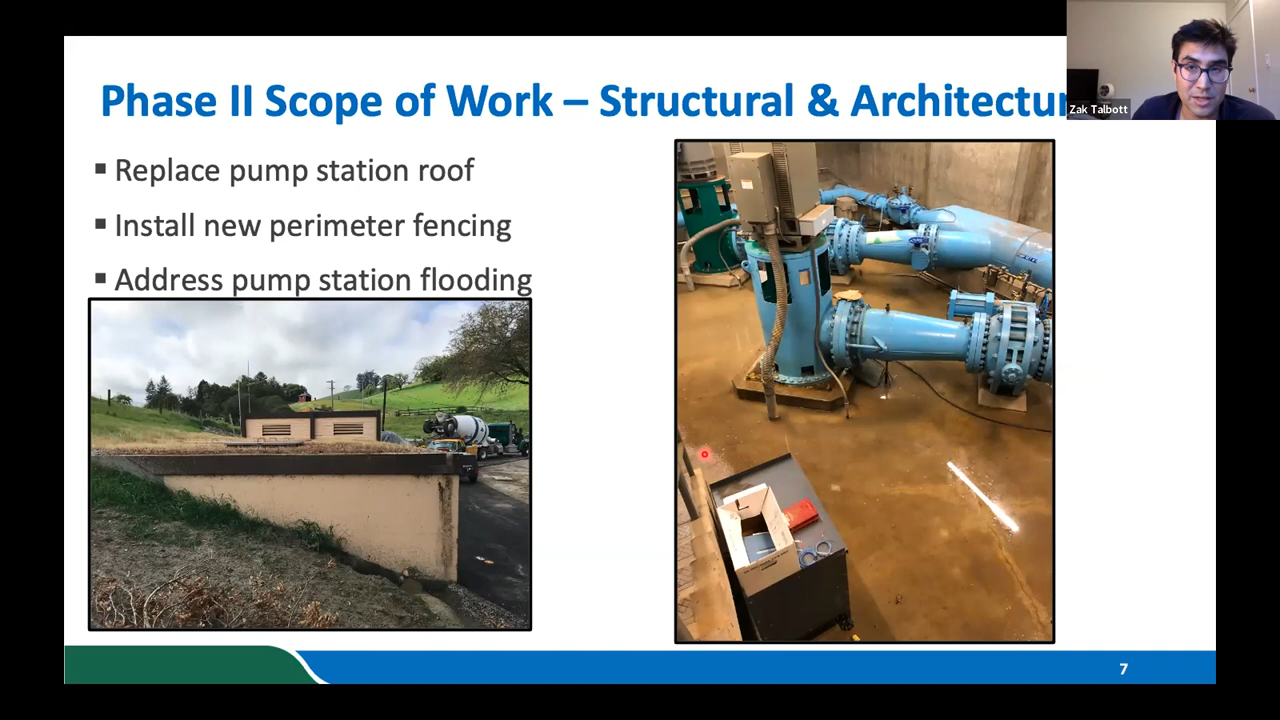 Phase II Scope of Work – Structural & Architectur
Zak Talbott
▪ Replace pump station roof
▪ Install new perimeter fencing
▪ Address pump station flooding
7